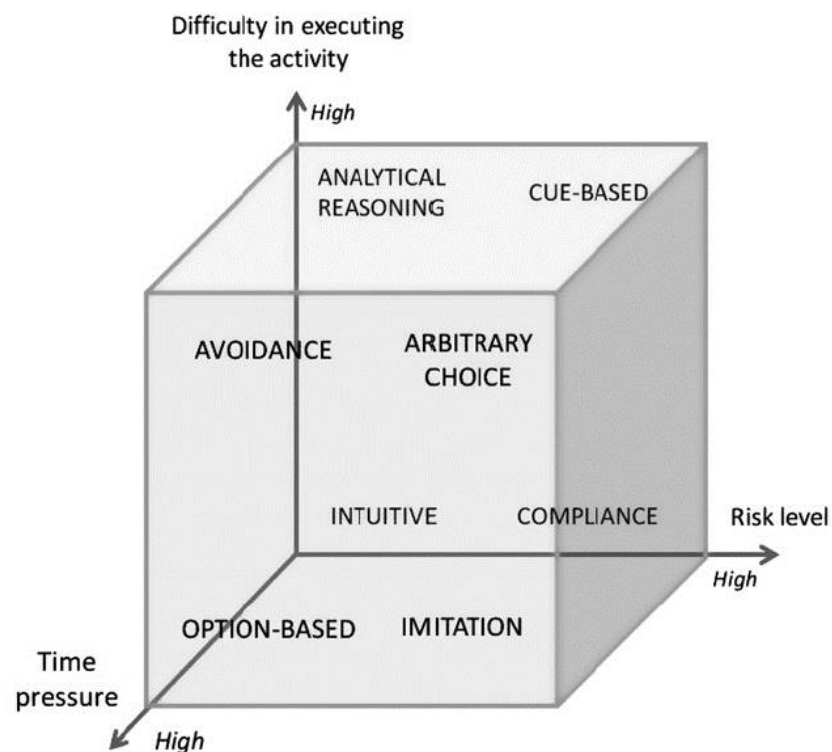 Difficulty in executing
the activity
High
ANALYTICAL
REASONING
CUE-BASED
AVOIDANCE
ARBITRARY
CHOICE
INTUITIVE
COMPLIANCE
Risk level
High
OPTION-BASED
IMITATION
Time
pressure
High